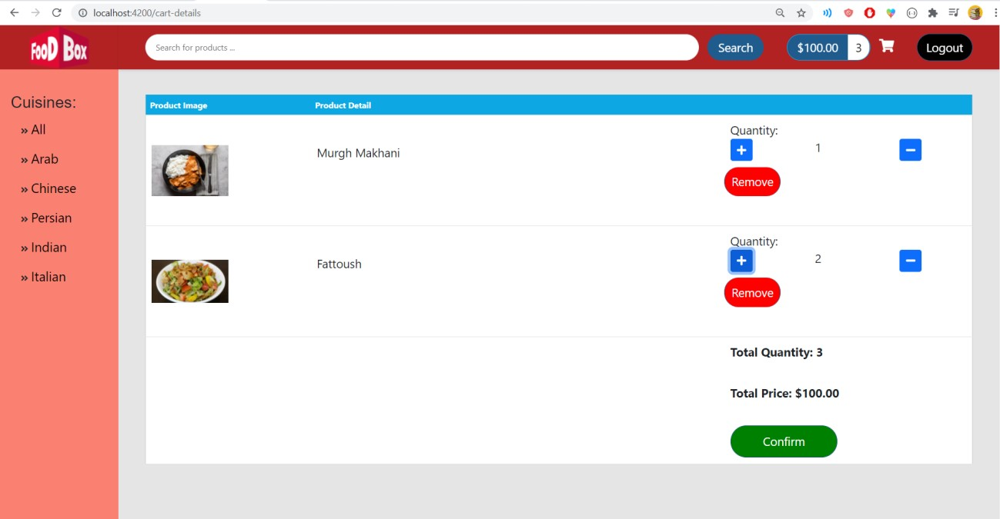 localhost:4200/cart-details
FooD Box
Search for products ...
Search
$100.00 3
Logout
Cuisines:
» All
» Arab
» Chinese
» Persian
» Indian
» Italian
Product Image Product Detail
Murgh Makhani
Quantity:
+ 1 −
Remove
Fattoush
Quantity:
+ 2 −
Remove
Total Quantity: 3
Total Price: $100.00
Confirm